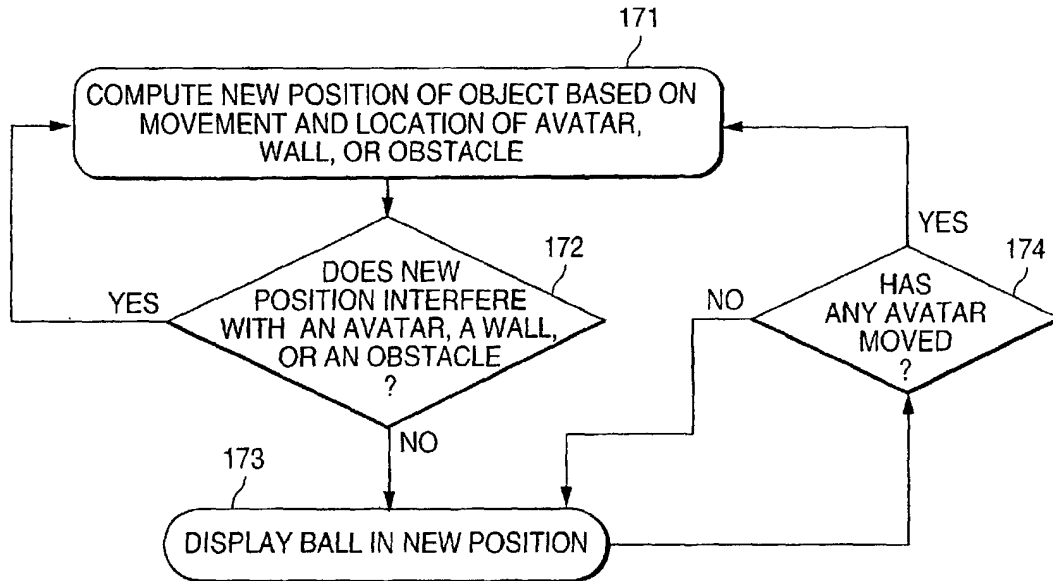 171
COMPUTE NEW POSITION OF OBJECT BASED ON
MOVEMENT AND LOCATION OF AVATAR,
WALL, OR OBSTACLE
172
DOES NEW
POSITION INTERFERE
WITH AN AVATAR, A WALL,
OR AN OBSTACLE
?
YES
NO
174
HAS
ANY AVATAR
MOVED
?
YES
NO
173
DISPLAY BALL IN NEW POSITION